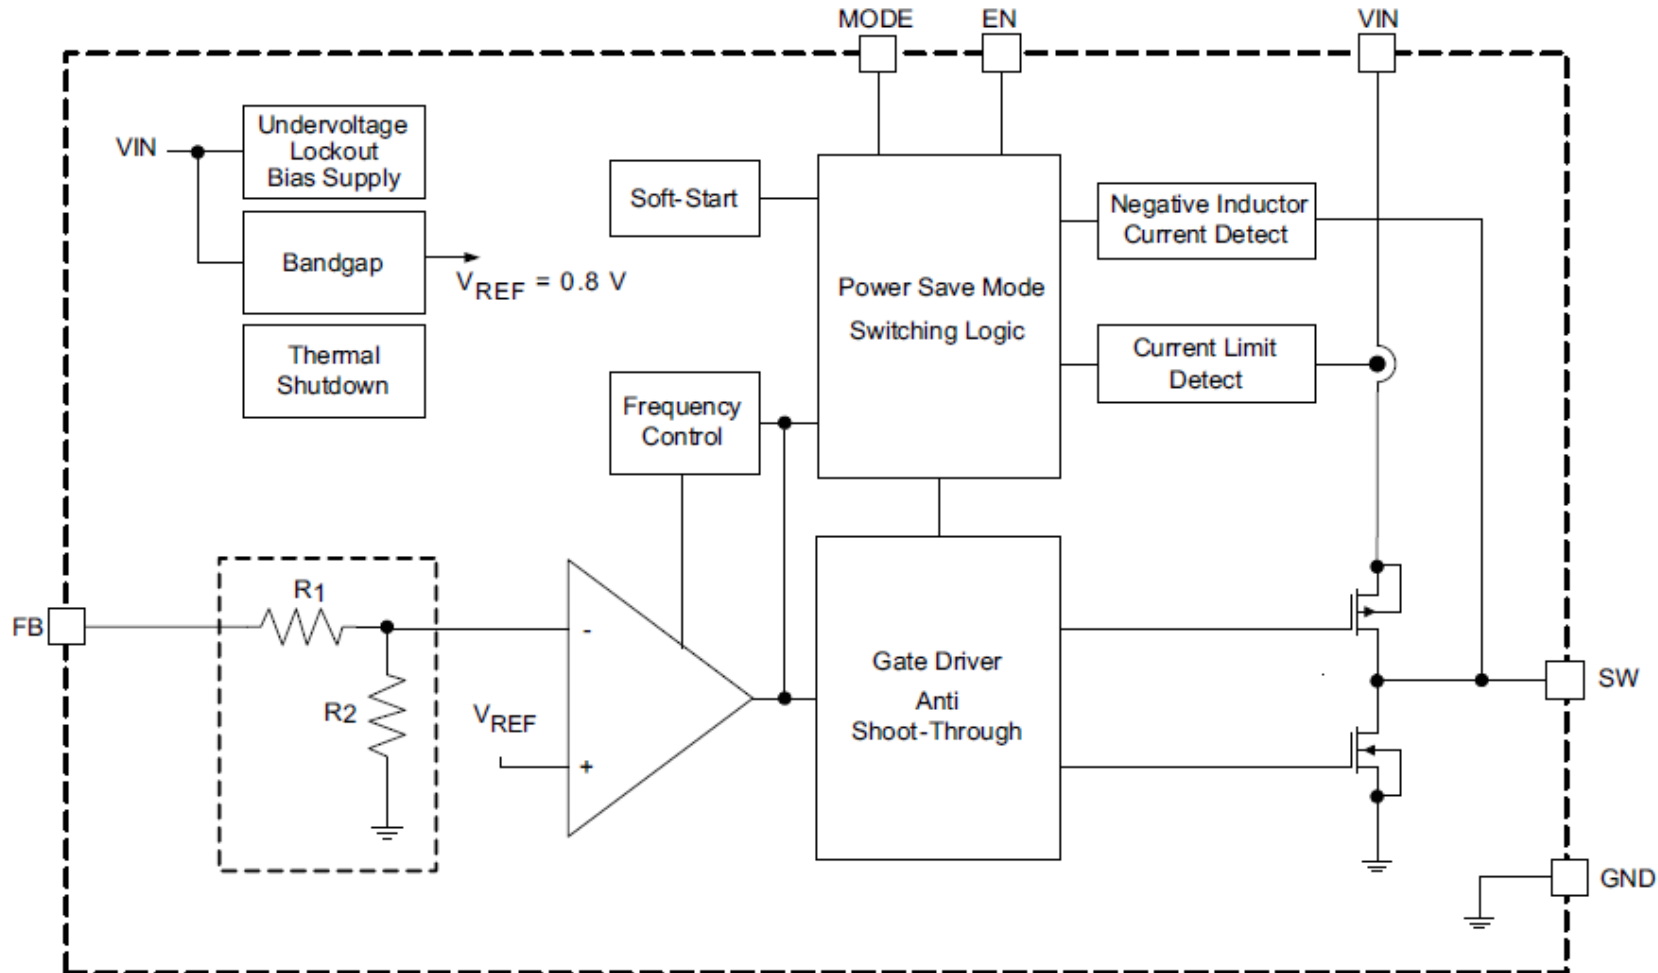 MODE
EN
VIN
VIN
Undervoltage
Lockout
Bias Supply
Bandgap
VREF = 0.8 V
Thermal
Shutdown
Soft-Start
Power Save Mode
Switching Logic
Negative Inductor
Current Detect
Current Limit
Detect
Frequency
Control
FB
R1
R2
VREF
-
+
Gate Driver
Anti
Shoot-Through
SW
GND